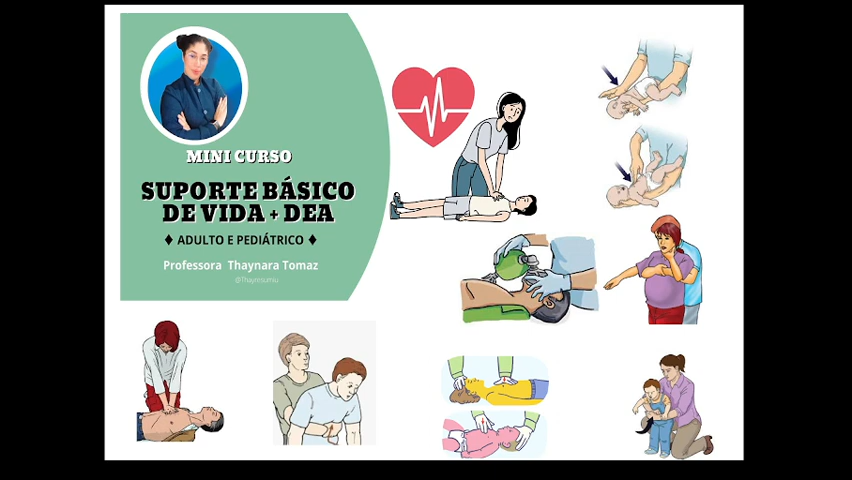 MINI CURSO
SUPORTE BÁSICO
DE VIDA + DEA
♦ ADULTO E PEDIÁTRICO ♦
Professora Thaynara Tomaz